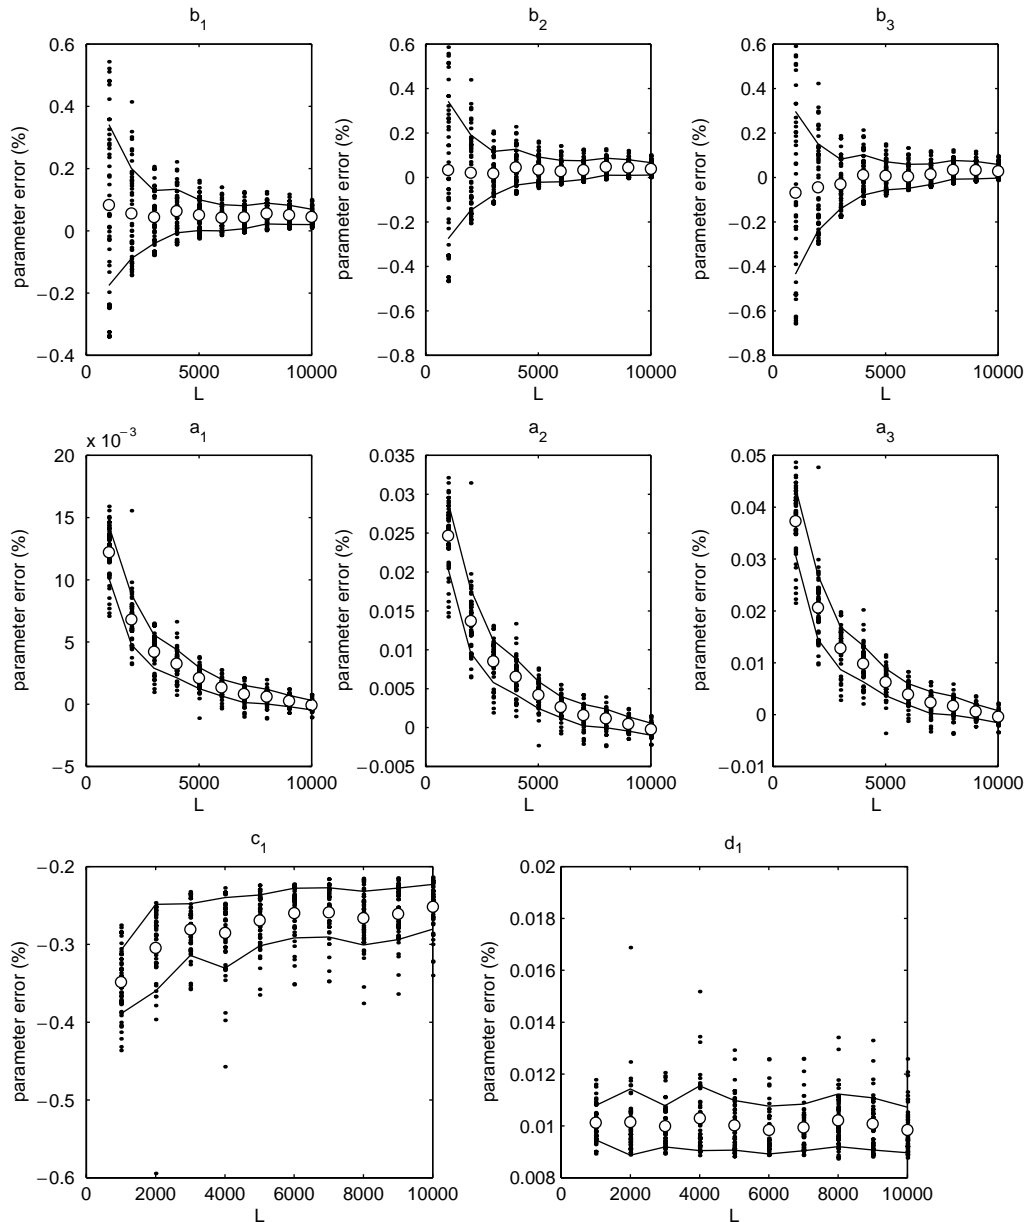 b1 b2 b3
0.6 0.6 0.6
0.4 0.4 0.4
0.2 0.2 0.2
0 0 0
−0.2 −0.2 −0.2
−0.4 −0.4 −0.4
−0.6 −0.6
−0.8 −0.8
parameter error (%) parameter error (%) parameter error (%)
0 5000 10000 0 5000 10000 0 5000 10000
L L L
a1 a2 a3
x 10−3
20 0.035 0.05
15 0.03 0.04
10 0.025 0.03
5 0.02 0.02
0 0.015 0.01
−5 0.01 0
0.005 −0.01
0
−0.005
parameter error (%) parameter error (%) parameter error (%)
0 5000 10000 0 5000 10000 0 5000 10000
L L L
c1 d1
−0.2 0.02
−0.3 0.018
−0.4 0.016
−0.5 0.014
−0.6 0.012
0.01
0.008
parameter error (%) parameter error (%)
0 2000 4000 6000 8000 10000 0 2000 4000 6000 8000 10000
L L